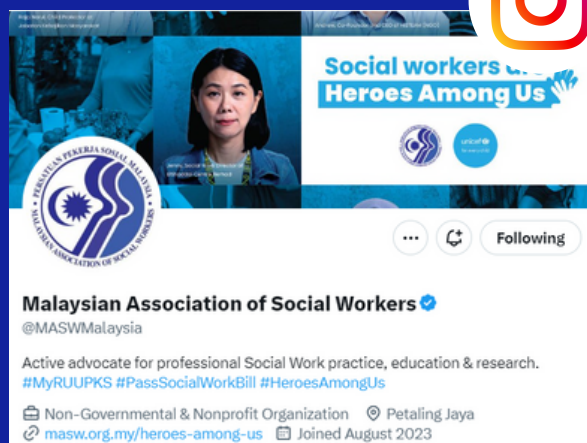 Social workers are
Heroes Among Us
unicef
PERSATUAN PEKERJA SOSIAL MALAYSIA
MALAYSIAN ASSOCIATION OF SOCIAL WORKERS
Following
Malaysian Association of Social Workers
@MASWMalaysia
Active advocate for professional Social Work practice, education & research.
#MyRUUPKS #PassSocialWorkBill #HeroesAmongUs
Non-Governmental & Nonprofit Organization Petaling Jaya
masw.org.my/heroes-among-us Joined August 2023